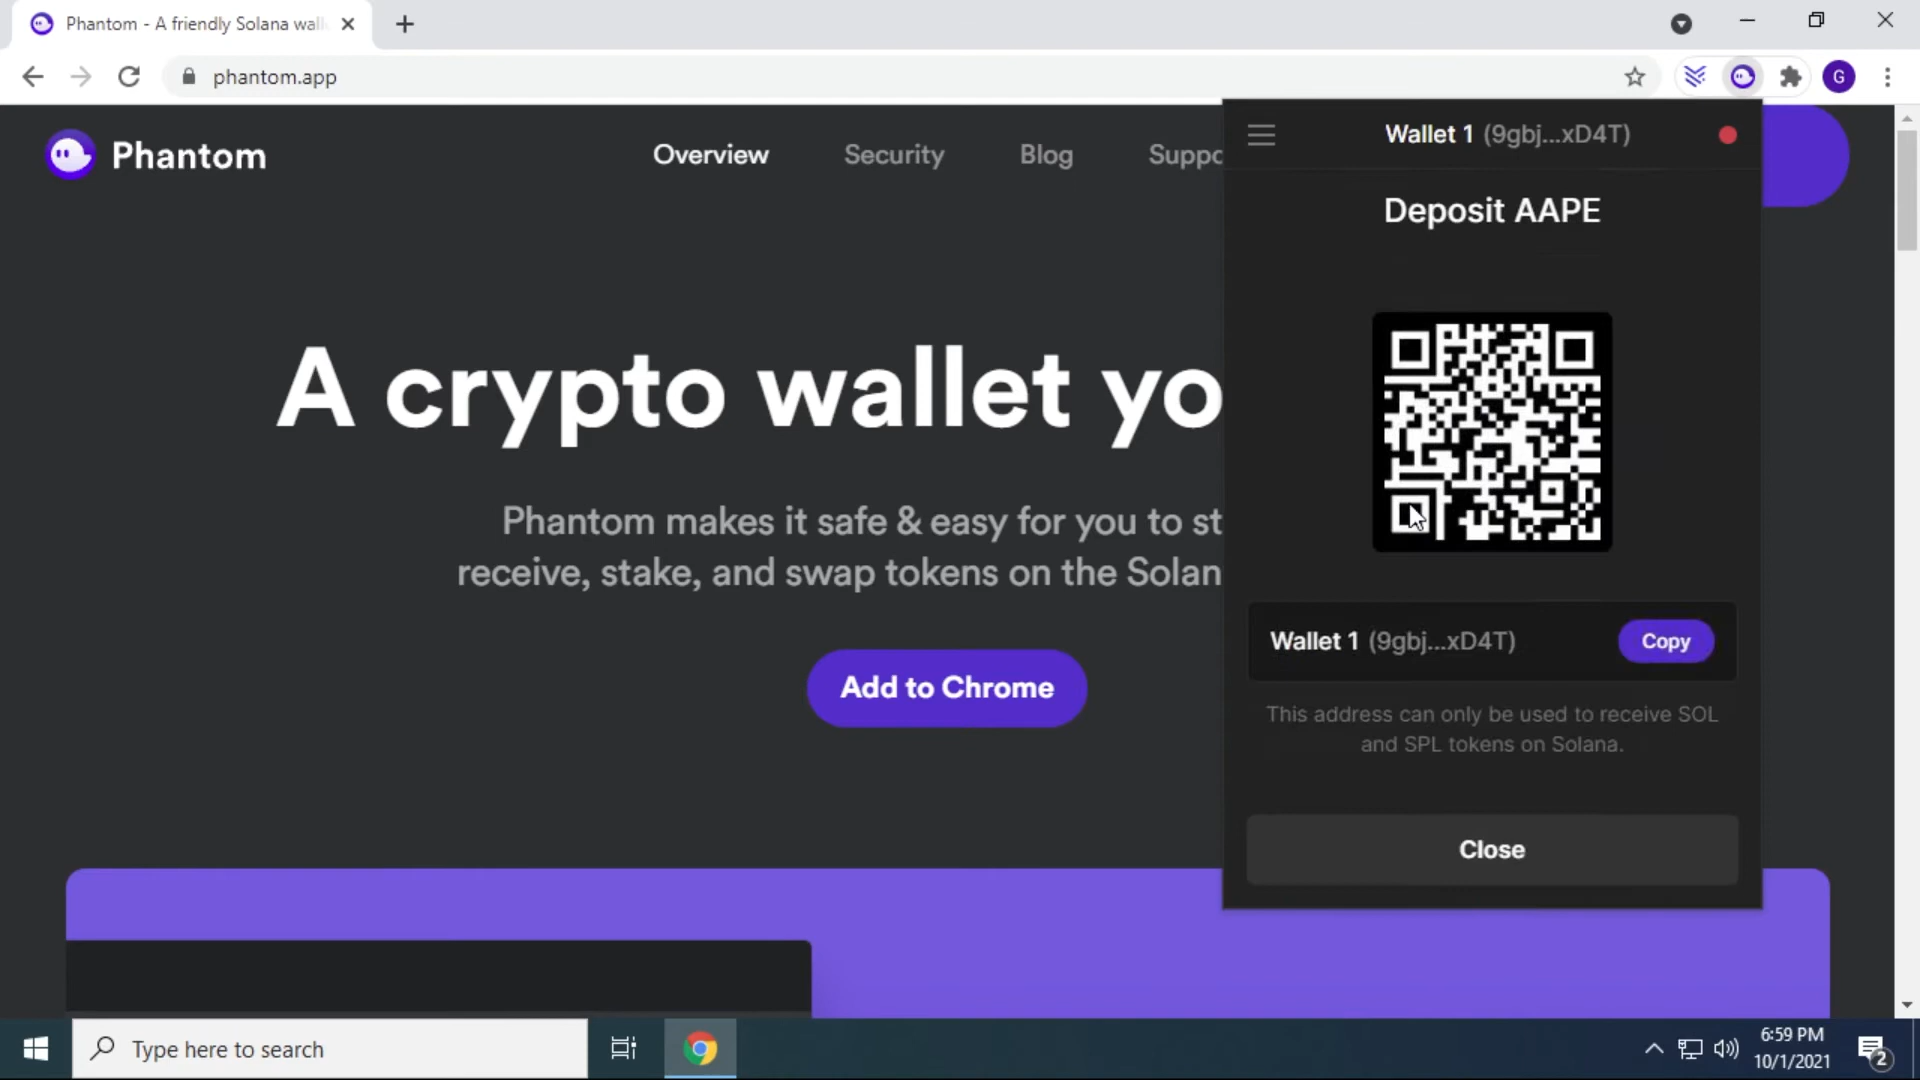 Phantom - A friendly Solana wall
phantom.app
G
Phantom
Overview
Security
Blog
Suppo
A crypto wallet yo
Phantom makes it safe & easy for you to st
receive, stake, and swap tokens on the Solan
Add to Chrome
Wallet 1 (9gbj...xD4T)
Deposit AAPE
Wallet 1 (9gbj...xD4T)
Copy
This address can only be used to receive SOL
and SPL tokens on Solana.
Close
Type here to search
6:59 PM
10/1/2021
2